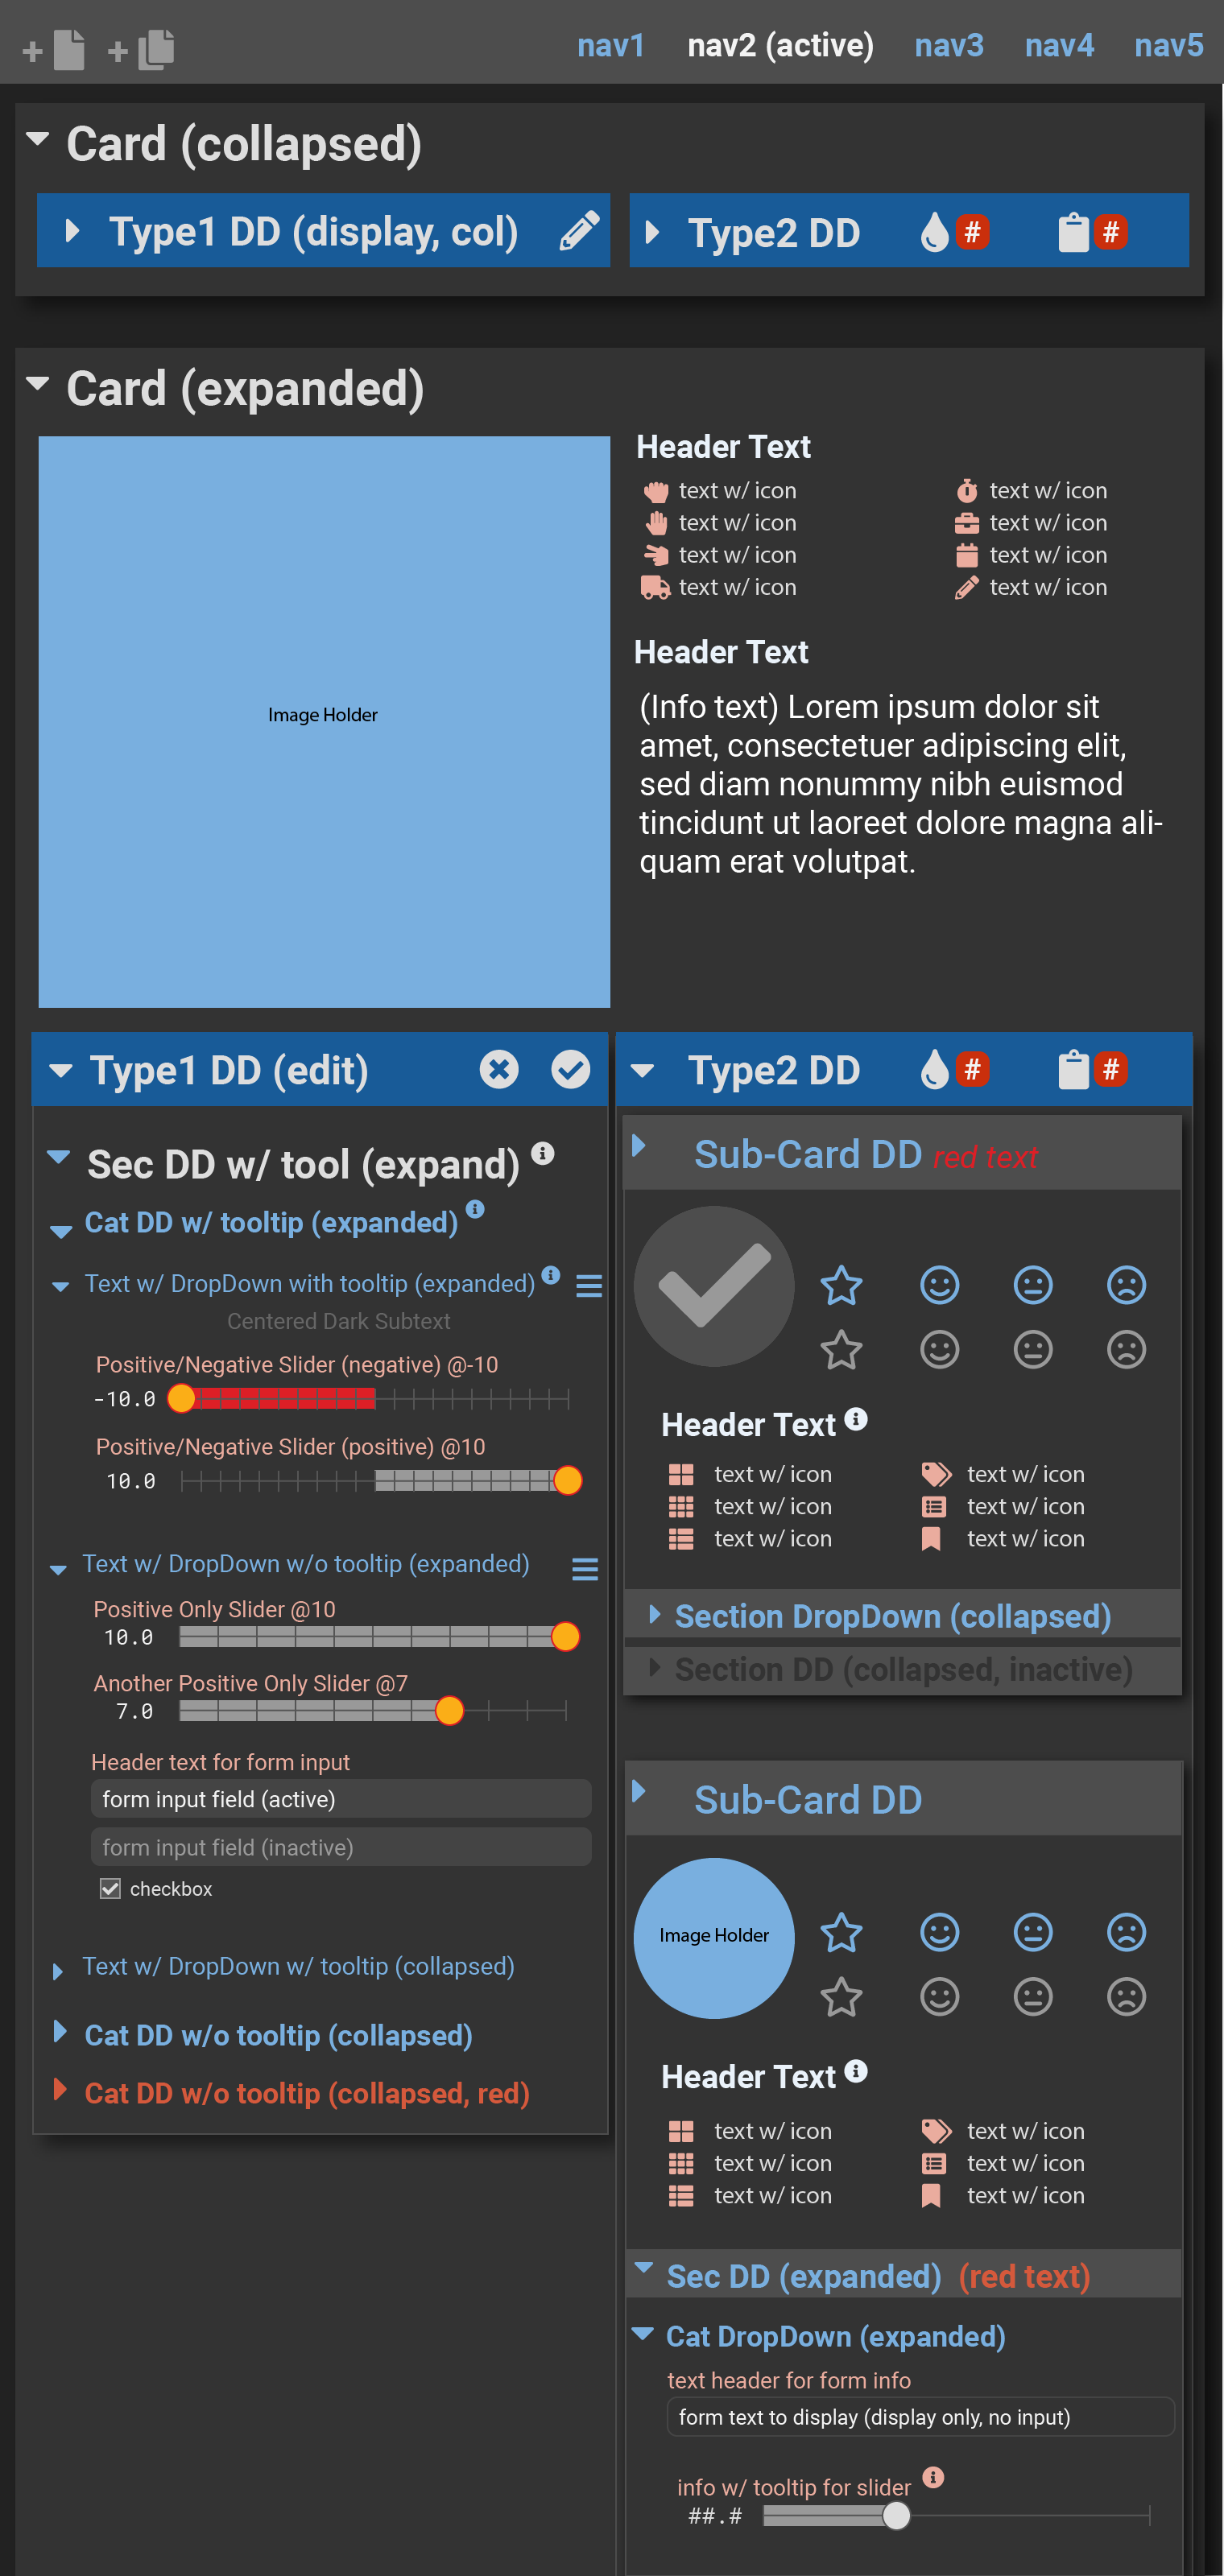 nav1 nav2 (active) nav3 nav4 nav5
Card (collapsed)
Type1 DD (display, col)
Type2 DD # #
Card (expanded)
Image Holder
Header Text
text w/ icon text w/ icon
text w/ icon text w/ icon
text w/ icon text w/ icon
text w/ icon text w/ icon
Header Text
(Info text) Lorem ipsum dolor sit
amet, consectetuer adipiscing elit,
sed diam nonummy nibh euismod
tincidunt ut laoreet dolore magna ali-
quam erat volutpat.
Type1 DD (edit)
Sec DD w/ tool (expand)
Cat DD w/ tooltip (expanded)
Text w/ DropDown with tooltip (expanded)
Centered Dark Subtext
Positive/Negative Slider (negative) @-10
-10.0
Positive/Negative Slider (positive) @10
10.0
Text w/ DropDown w/o tooltip (expanded)
Positive Only Slider @10
10.0
Another Positive Only Slider @7
7.0
Header text for form input
form input field (active)
form input field (inactive)
checkbox
Text w/ DropDown w/ tooltip (collapsed)
Cat DD w/o tooltip (collapsed)
Cat DD w/o tooltip (collapsed, red)
Type2 DD # #
Sub-Card DD red text
Header Text
text w/ icon text w/ icon
text w/ icon text w/ icon
text w/ icon text w/ icon
Section DropDown (collapsed)
Section DD (collapsed, inactive)
Sub-Card DD
Image Holder
Header Text
text w/ icon text w/ icon
text w/ icon text w/ icon
text w/ icon text w/ icon
Sec DD (expanded) (red text)
Cat DropDown (expanded)
text header for form info
form text to display (display only, no input)
info w/ tooltip for slider
##.#